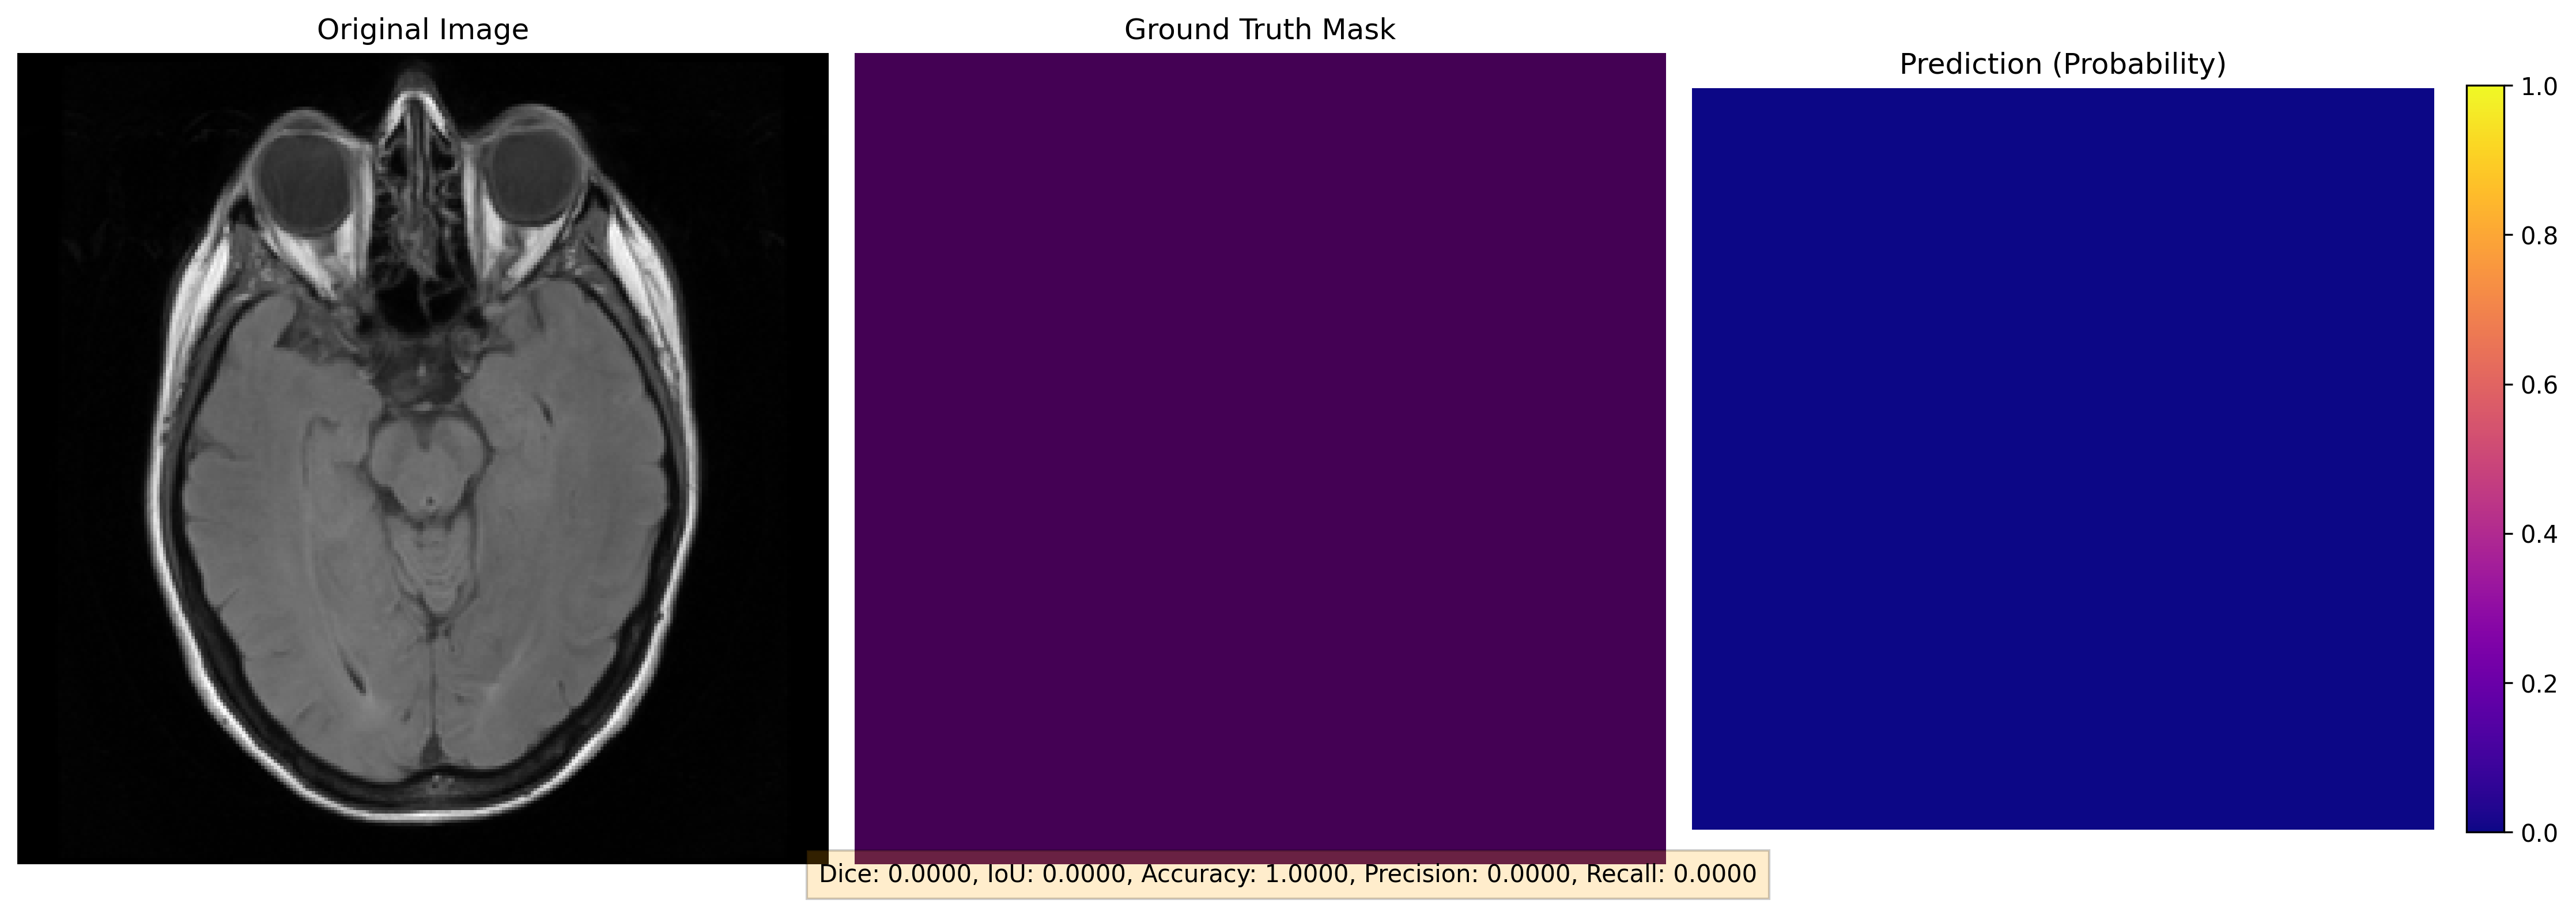 Original Image
Ground Truth Mask
Prediction (Probability)
1.0
0.8
0.6
0.4
0.2
0.0
Dice: 0.0000, IoU: 0.0000, Accuracy: 1.0000, Precision: 0.0000, Recall: 0.0000